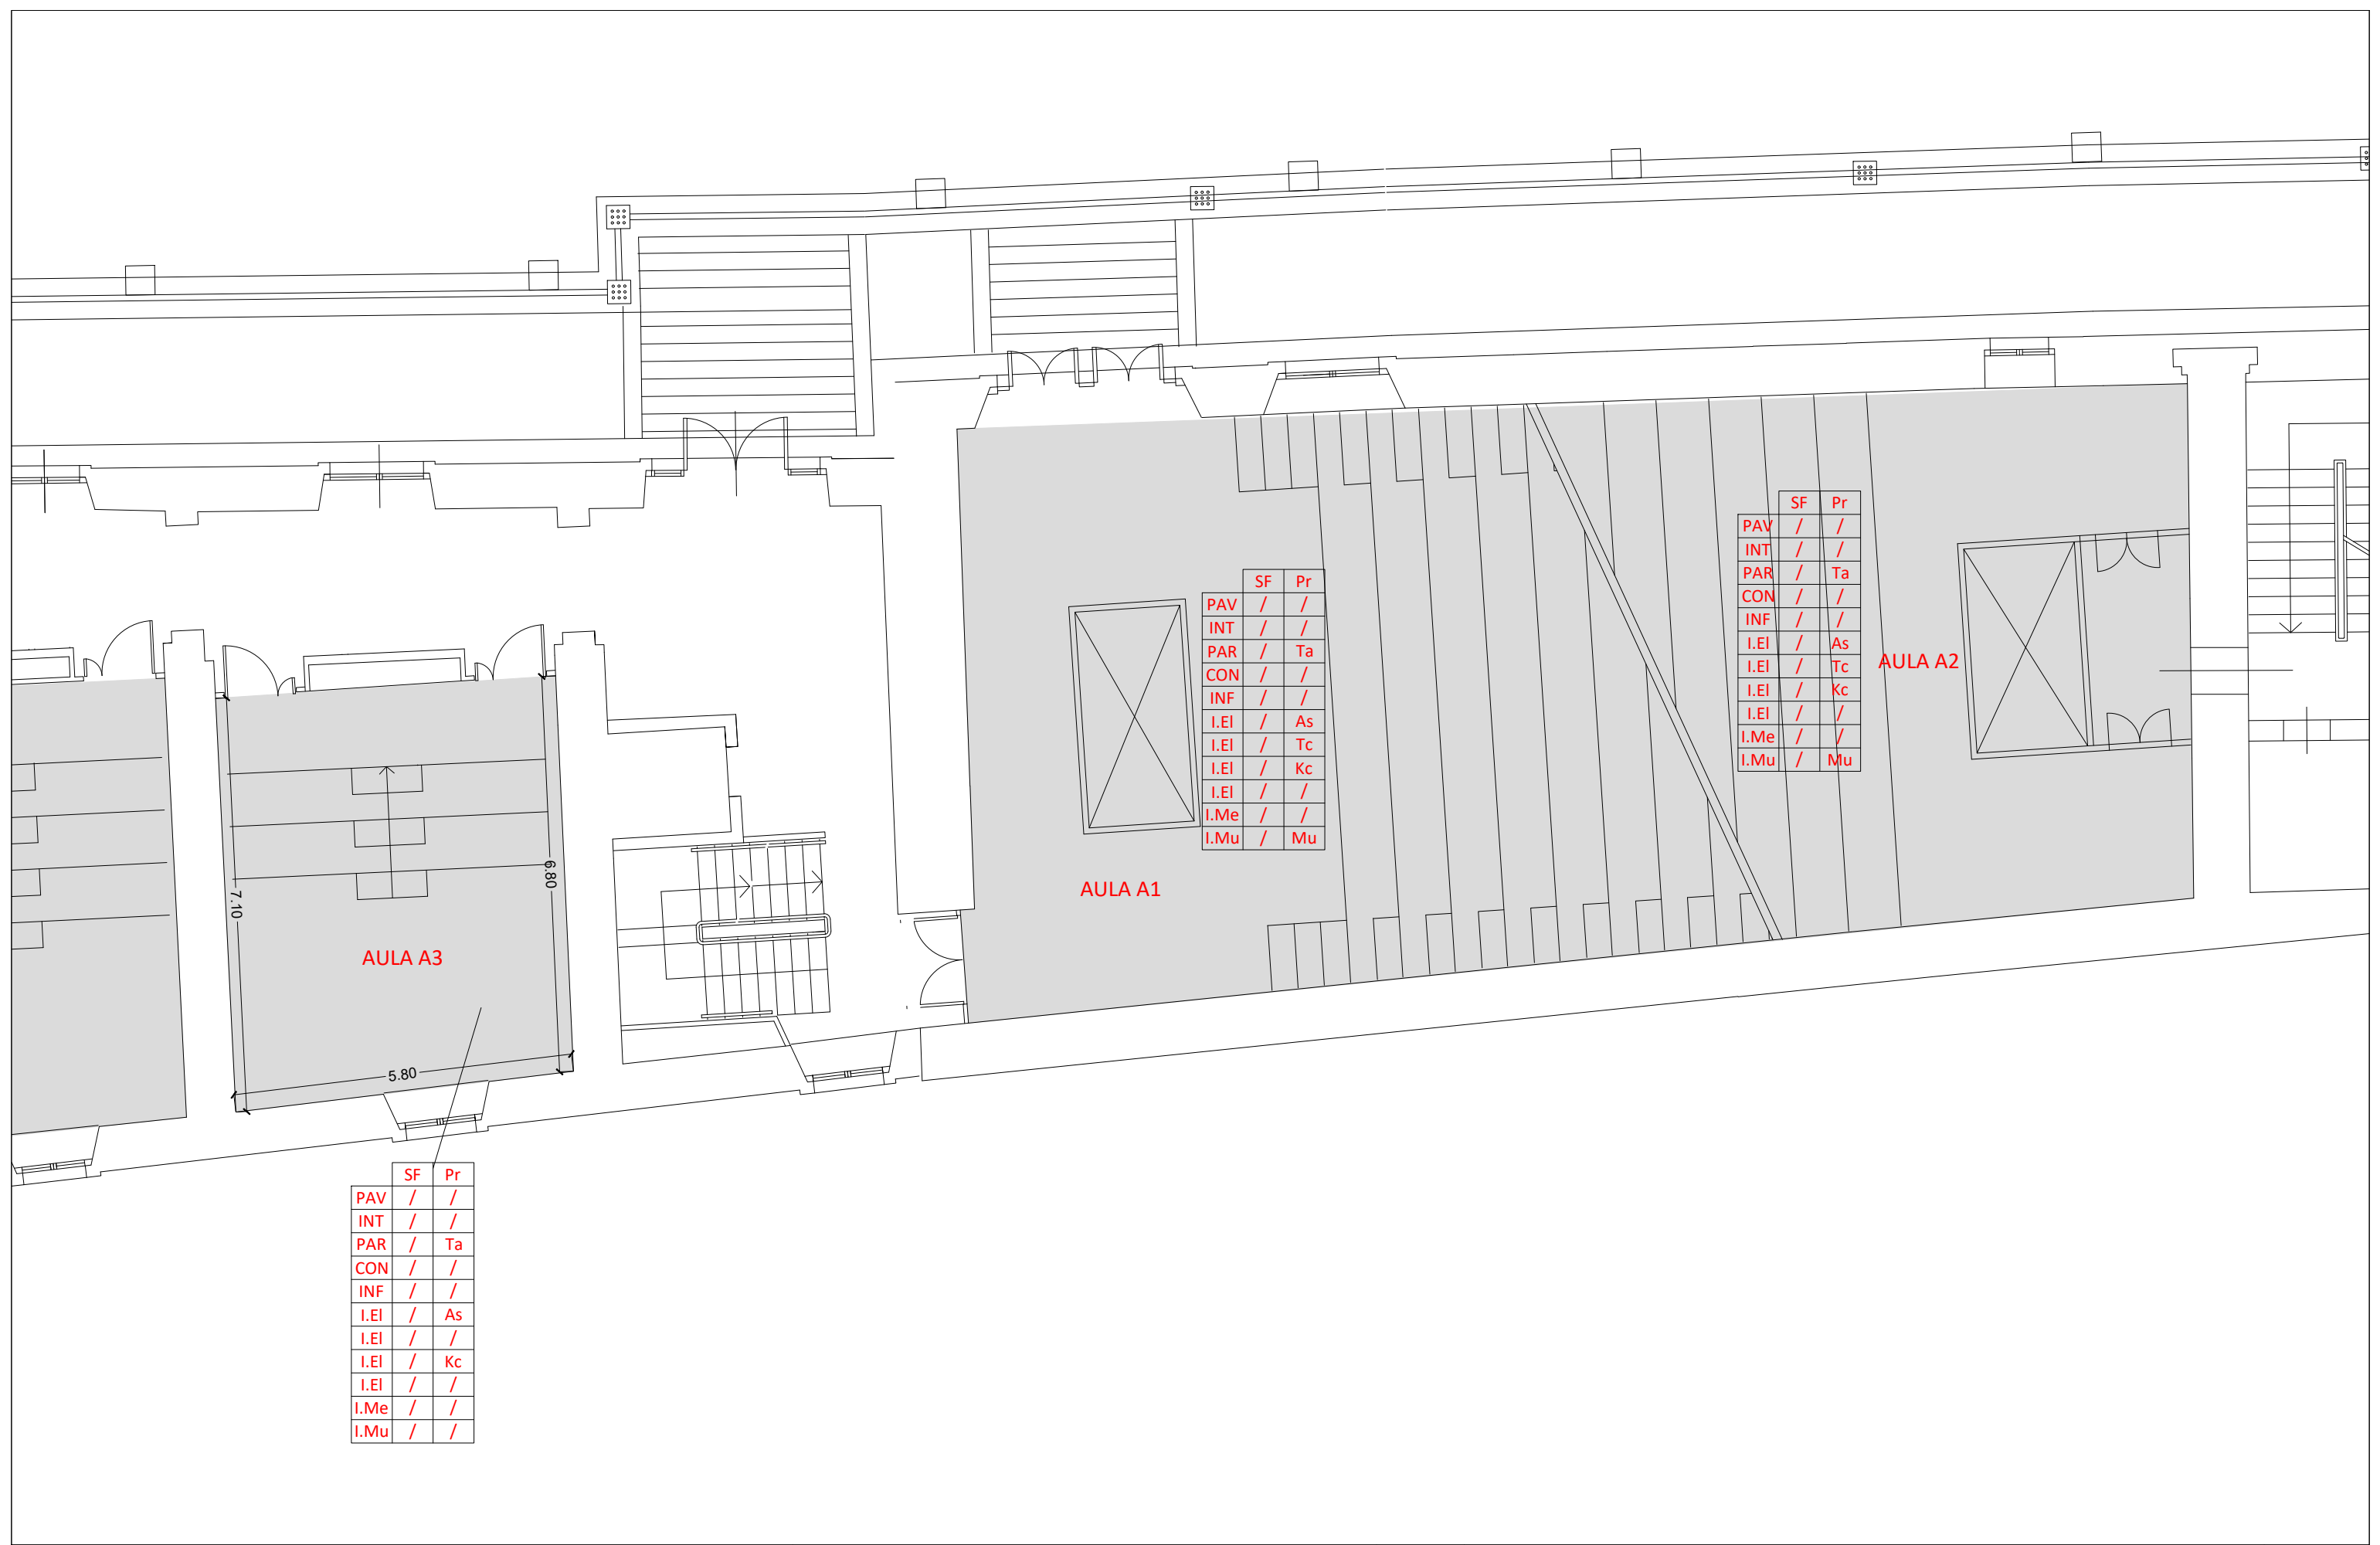 SF Pr
PAV / /
INT / /
PAR / Ta
CON / /
INF / /
I.El / As
I.El / Tc
I.El / Kc
I.El / /
I.Me / /
I.Mu / Mu
AULA A2
SF Pr
PAV / /
INT / /
PAR / Ta
CON / /
INF / /
I.El / As
I.El / Tc
I.El / Kc
I.El / /
I.Me / /
I.Mu / Mu
AULA A1
7.10
6.80
AULA A3
5.80
SF Pr
PAV / /
INT / /
PAR / Ta
CON / /
INF / /
I.El / As
I.El / /
I.El / Kc
I.El / /
I.Me / /
I.Mu / /